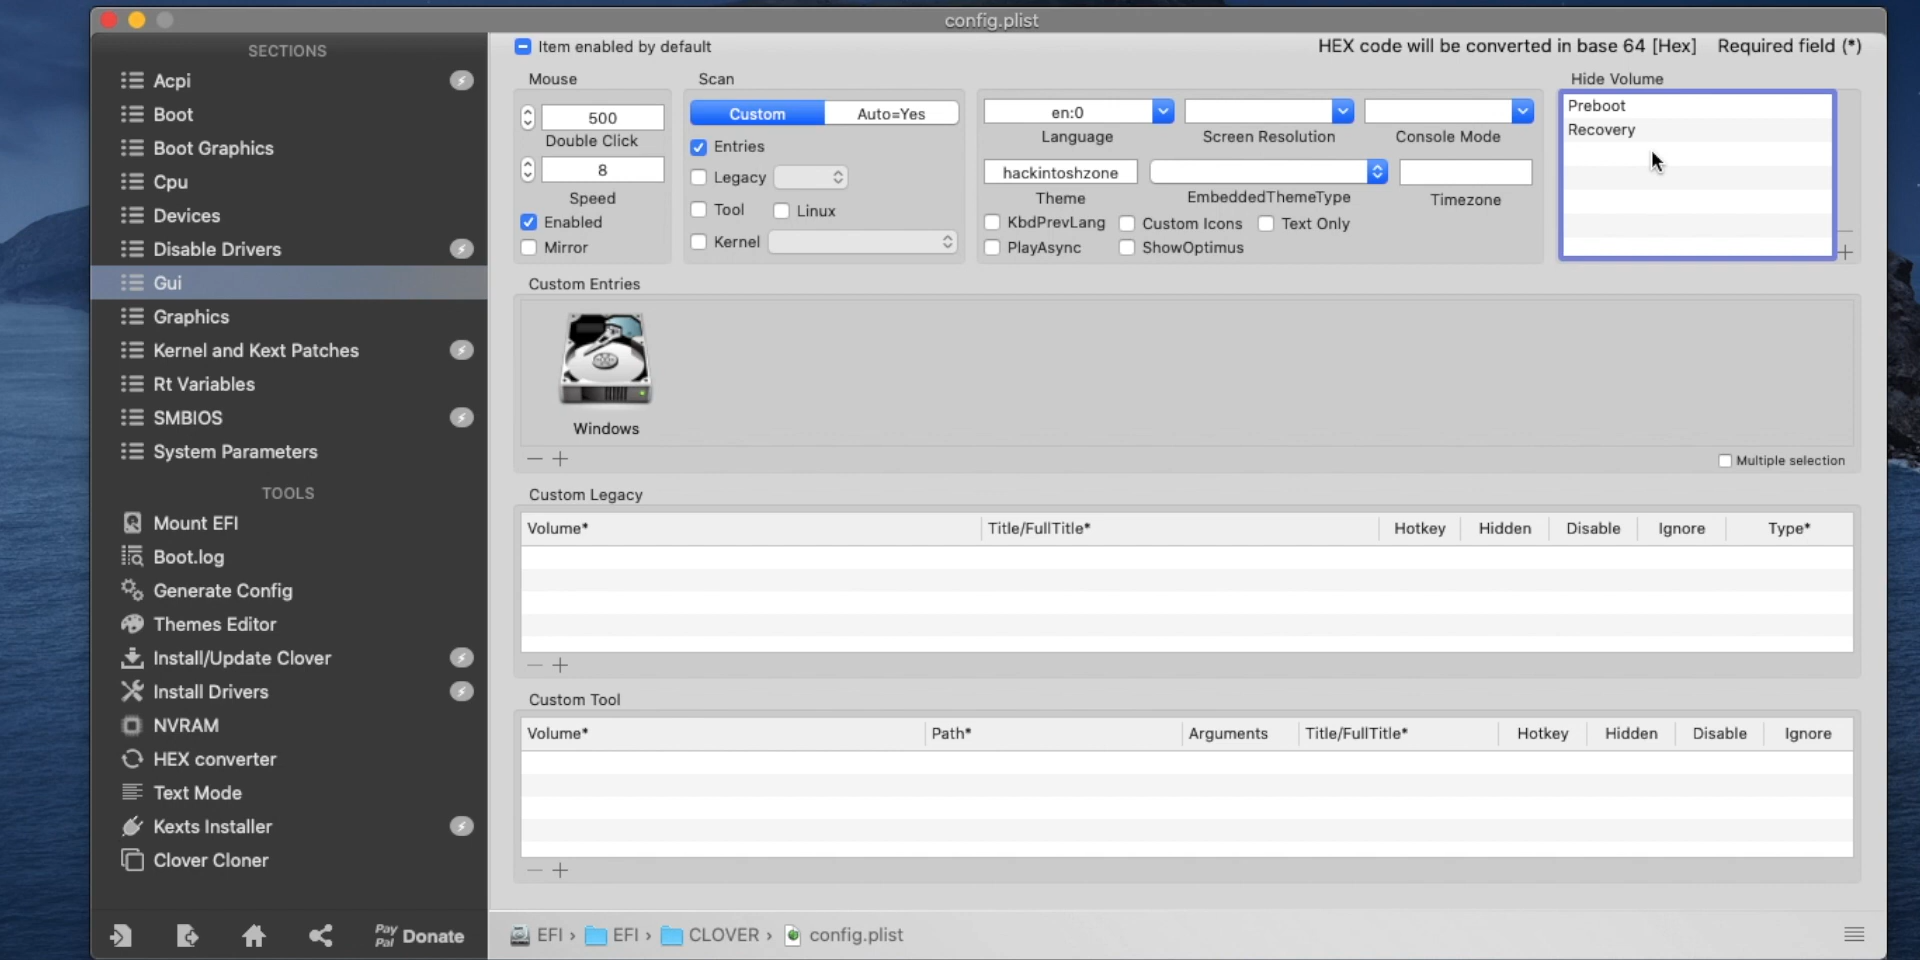 config.plist
SECTIONS
Acpi
Boot
Boot Graphics
Cpu
Devices
Disable Drivers
Gui
Graphics
Kernel and Kext Patches
Rt Variables
SMBIOS
System Parameters
TOOLS
Mount EFI
Boot.log
Generate Config
Themes Editor
Install/Update Clover
Install Drivers
NVRAM
HEX converter
Text Mode
Kexts Installer
Clover Cloner
Pay
Pal Donate
Item enabled by default
HEX code will be converted in base 64 [Hex] Required field (*)
Mouse
500
Double Click
8
Speed
Enabled
Mirror
Scan
Custom Auto=Yes
Entries
Legacy
Tool Linux
Kernel
en:0
Language Screen Resolution Console Mode
hackintoshzone
Theme EmbeddedThemeType Timezone
KbdPrevLang Custom Icons Text Only
PlayAsync ShowOptimus
Hide Volume
Preboot
Recovery
Custom Entries
Windows
Multiple selection
Custom Legacy
Volume* Title/FullTitle* Hotkey Hidden Disable Ignore Type*
Custom Tool
Volume* Path* Arguments Title/FullTitle* Hotkey Hidden Disable Ignore
EFI › EFI › CLOVER › config.plist